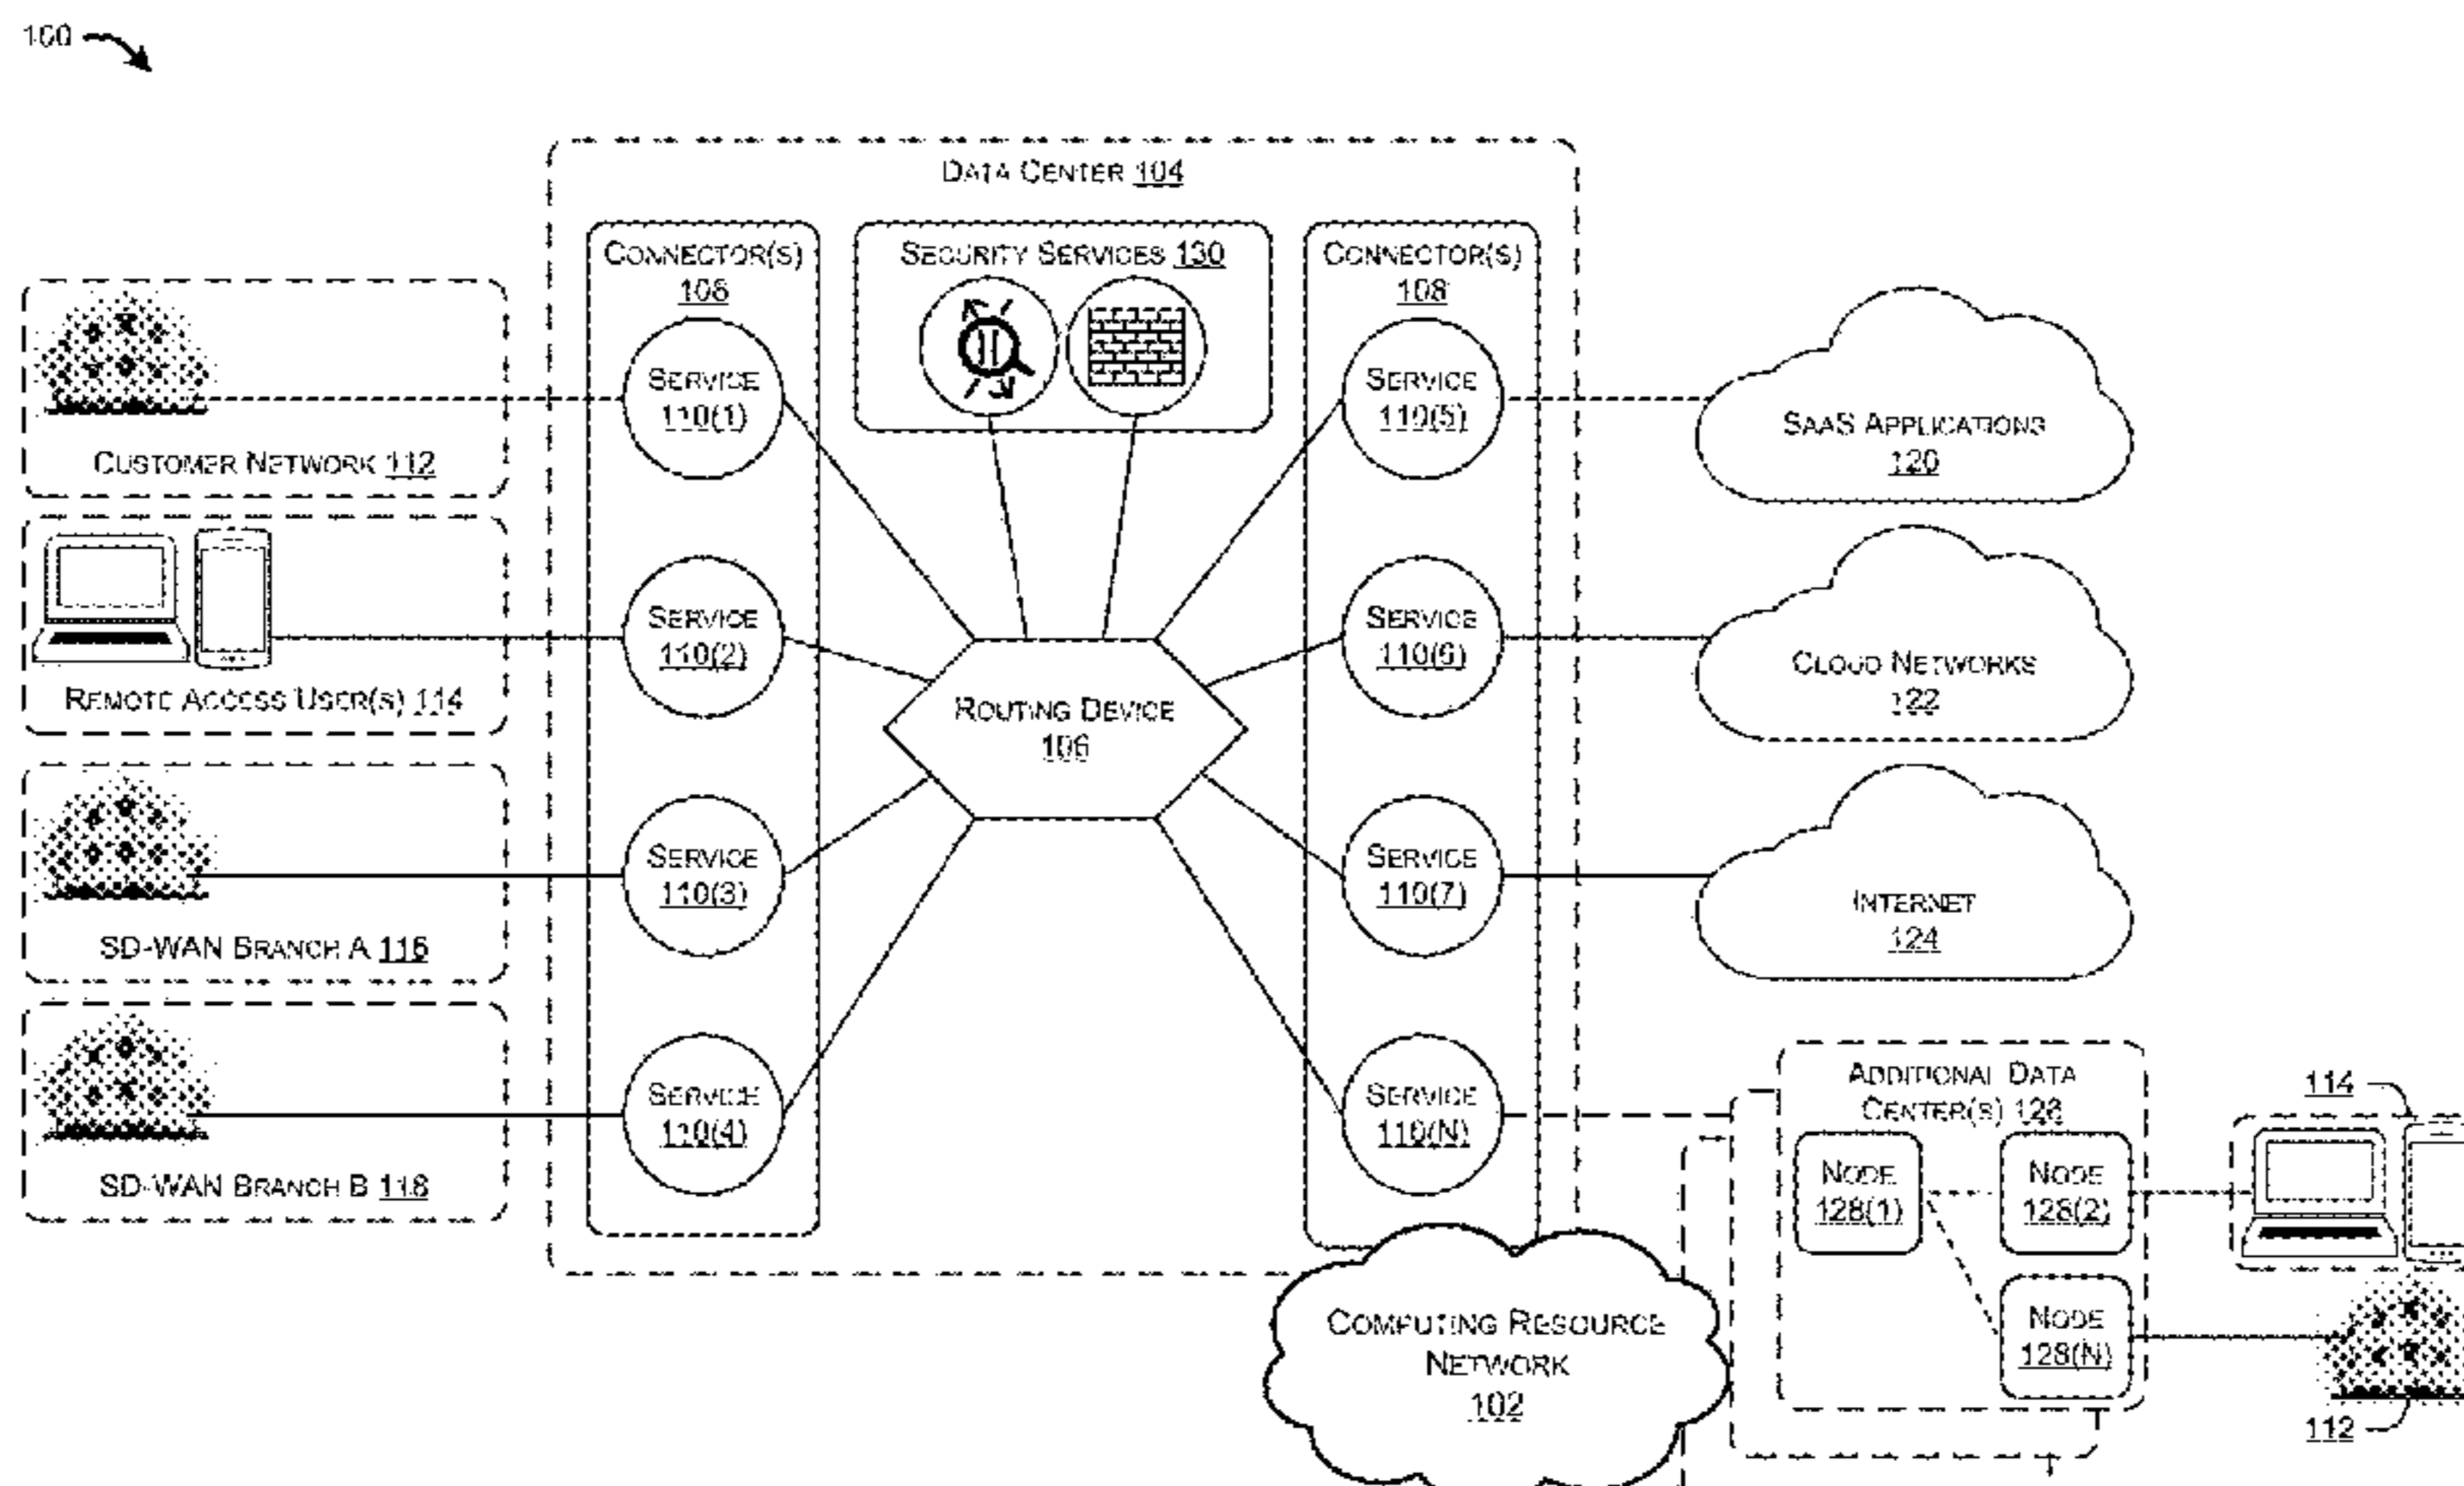 100
DATA CENTER 104
CONNECTOR(S)
108
SECURITY SERVICES 130
CONNECTOR(S)
108
SERVICE
110(1)
SERVICE
110(2)
SERVICE
110(3)
SERVICE
110(4)
ROUTING DEVICE
106
SERVICE
110(5)
SERVICE
110(6)
SERVICE
110(7)
SERVICE
110(N)
CUSTOMER NETWORK 112
REMOTE ACCESS USER(S) 114
SD-WAN BRANCH A 116
SD-WAN BRANCH B 118
SAAS APPLICATIONS
120
CLOUD NETWORKS
122
INTERNET
124
ADDITIONAL DATA
CENTER(S) 126
NODE
128(1)
NODE
128(2)
NODE
128(N)
114
112
COMPUTING RESOURCE
NETWORK
102